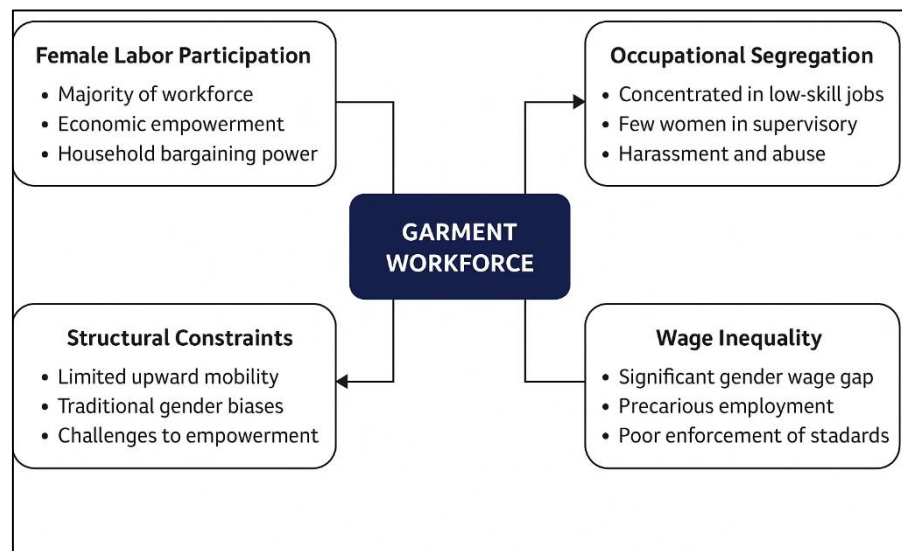 Female Labor Participation
• Majority of workforce
• Economic empowerment
• Household bargaining power
Occupational Segregation
• Concentrated in low-skill jobs
• Few women in supervisory
• Harassment and abuse
GARMENT
WORKFORCE
Structural Constraints
• Limited upward mobility
• Traditional gender biases
• Challenges to empowerment
Wage Inequality
• Significant gender wage gap
• Precarious employment
• Poor enforcement of stadards